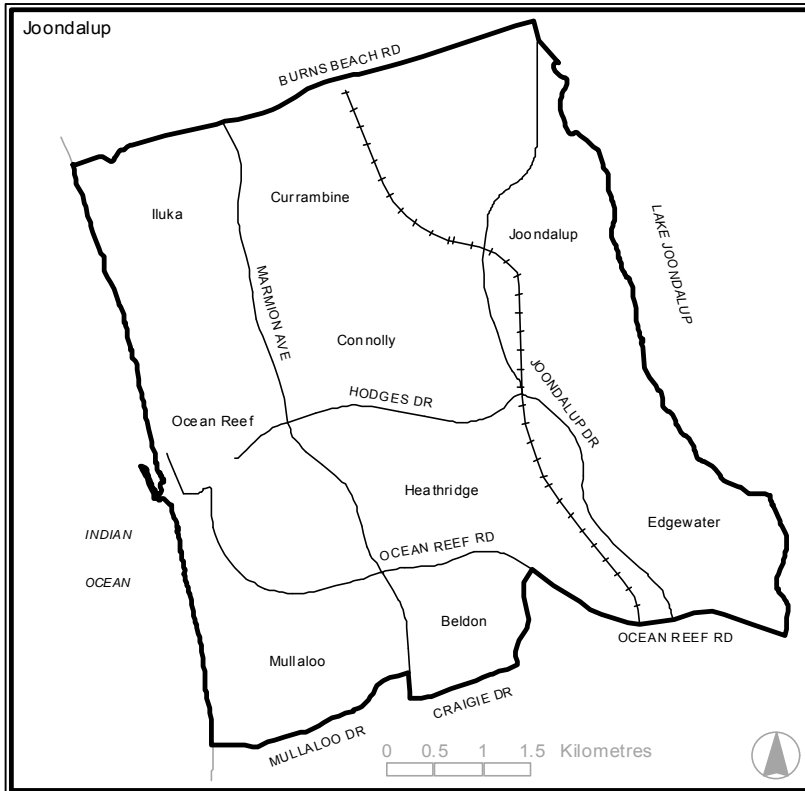 Joondalup
BURNS BEACH RD
Iluka
Currambine
Joondalup
LAKE JOONDALUP
MARMION AVE
Connolly
HODGES DR
JOONDALUP DR
Ocean Reef
Heathridge
Edgewater
INDIAN
OCEAN
OCEAN REEF RD
Beldon
OCEAN REEF RD
Mullaloo
CRAIGIE DR
MULLALOO DR
0 0.5 1 1.5 Kilometres